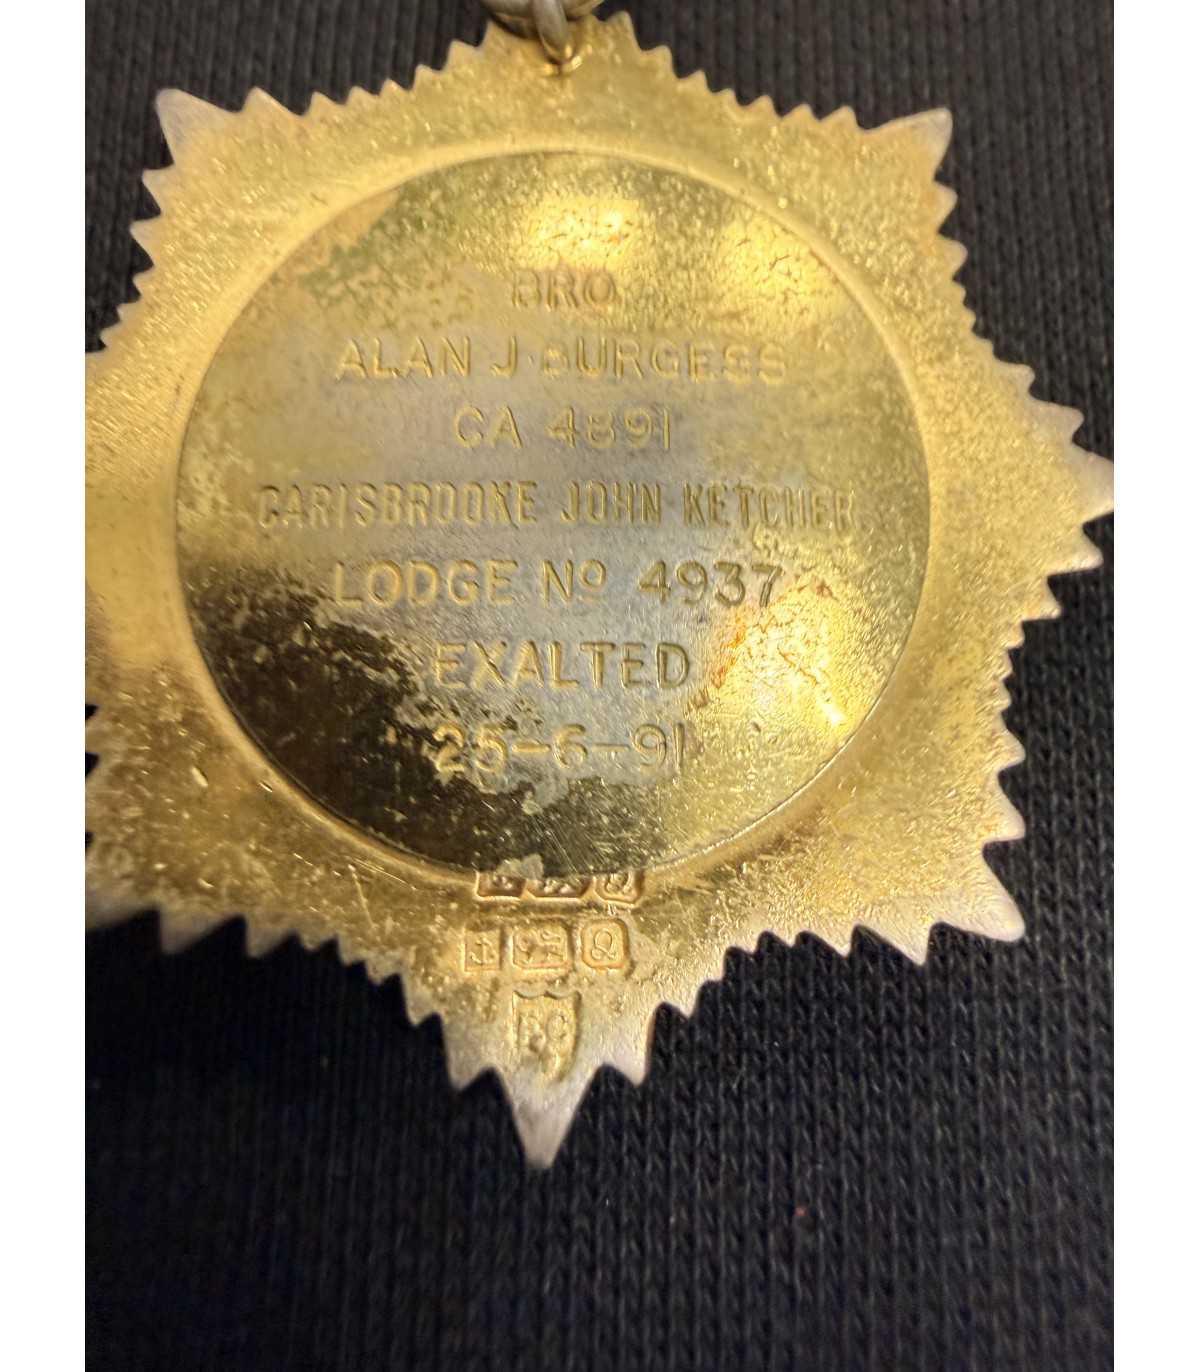 BRO
ALAN J. BURGESS
CA 4891
CARISBROOKE JOHN KETCHER
LODGE No 4937
EXALTED
25-6-91
Q
Q